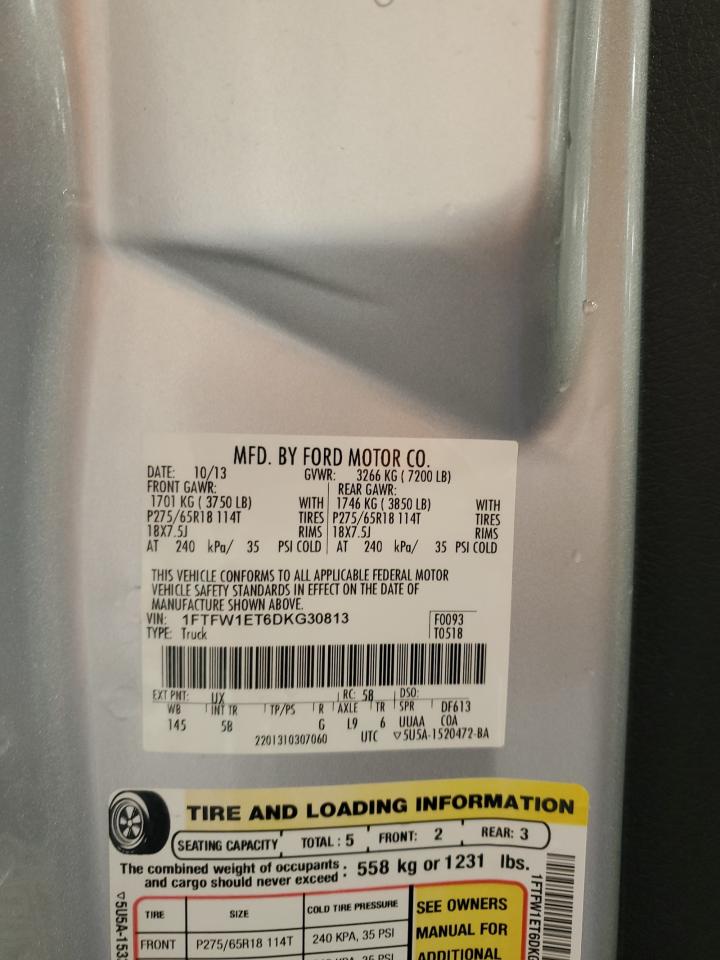 MFD. BY FORD MOTOR CO.
DATE: 10/13 GVWR: 3266 KG ( 7200 LB)
FRONT GAWR: REAR GAWR:
1701 KG ( 3750 LB) WITH 1746 KG ( 3850 LB) WITH
P275/65R18 114T TIRES P275/65R18 114T TIRES
18X7.5J RIMS 18X7.5J RIMS
AT 240 kPa/ 35 PSI COLD AT 240 kPa/ 35 PSI COLD
THIS VEHICLE CONFORMS TO ALL APPLICABLE FEDERAL MOTOR
VEHICLE SAFETY STANDARDS IN EFFECT ON THE DATE OF
MANUFACTURE SHOWN ABOVE.
VIN: 1FTFW1ET6DKG30813 F0093
TYPE: Truck T0518
EXT PNT: UX RC: 58 DSO:
WB INT TR TP/PS R AXLE TR SPR DF613
145 5B G L9 6 UUAA COA
2201310307060 UTC ▽5U5A-1520472-BA
TIRE AND LOADING INFORMATION
SEATING CAPACITY TOTAL : 5 FRONT: 2 REAR: 3
The combined weight of occupants : 558 kg or 1231 lbs.
and cargo should never exceed
TIRE SIZE COLD TIRE PRESSURE SEE OWNERS
MANUAL FOR
FRONT P275/65R18 114T 240 KPA, 35 PSI ADDITIONAL
35 PSI
▽5U5A-153
1FTFW1ET6DKG